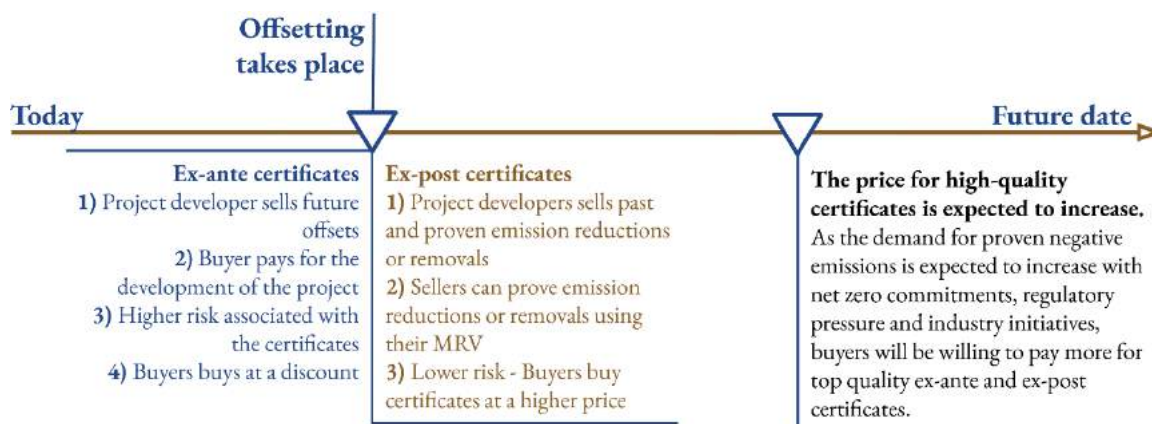 Offsetting
takes place
Today
Future date
Ex-ante certificates
1) Project developer sells future
offsets
2) Buyer pays for the
development of the project
3) Higher risk associated with
the certificates
4) Buyers buys at a discount
Ex-post certificates
1) Project developers sells past
and proven emission reductions
or removals
2) Sellers can prove emission
reductions or removals using
their MRV
3) Lower risk - Buyers buy
certificates at a higher price
The price for high-quality
certificates is expected to increase.
As the demand for proven negative
emissions is expected to increase with
net zero commitments, regulatory
pressure and industry initiatives,
buyers will be willing to pay more for
top quality ex-ante and ex-post
certificates.